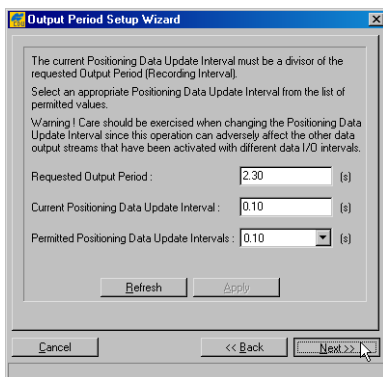 Output Period Setup Wizard
The current Positioning Data Update Interval must be a divisor of the
requested Output Period (Recording Interval).
Select an appropriate Positioning Data Update Interval from the list of
permitted values.
Warning ! Care should be exercised when changing the Positioning Data
Update Interval since this operation can adversely affect the other data
output streams that have been activated with different data I/O intervals.
Requested Output Period : 2.30 (s)
Current Positioning Data Update Interval : 0.10 (s)
Permitted Positioning Data Update Intervals : 0.10 (s)
Refresh Apply
Cancel << Back Next >>